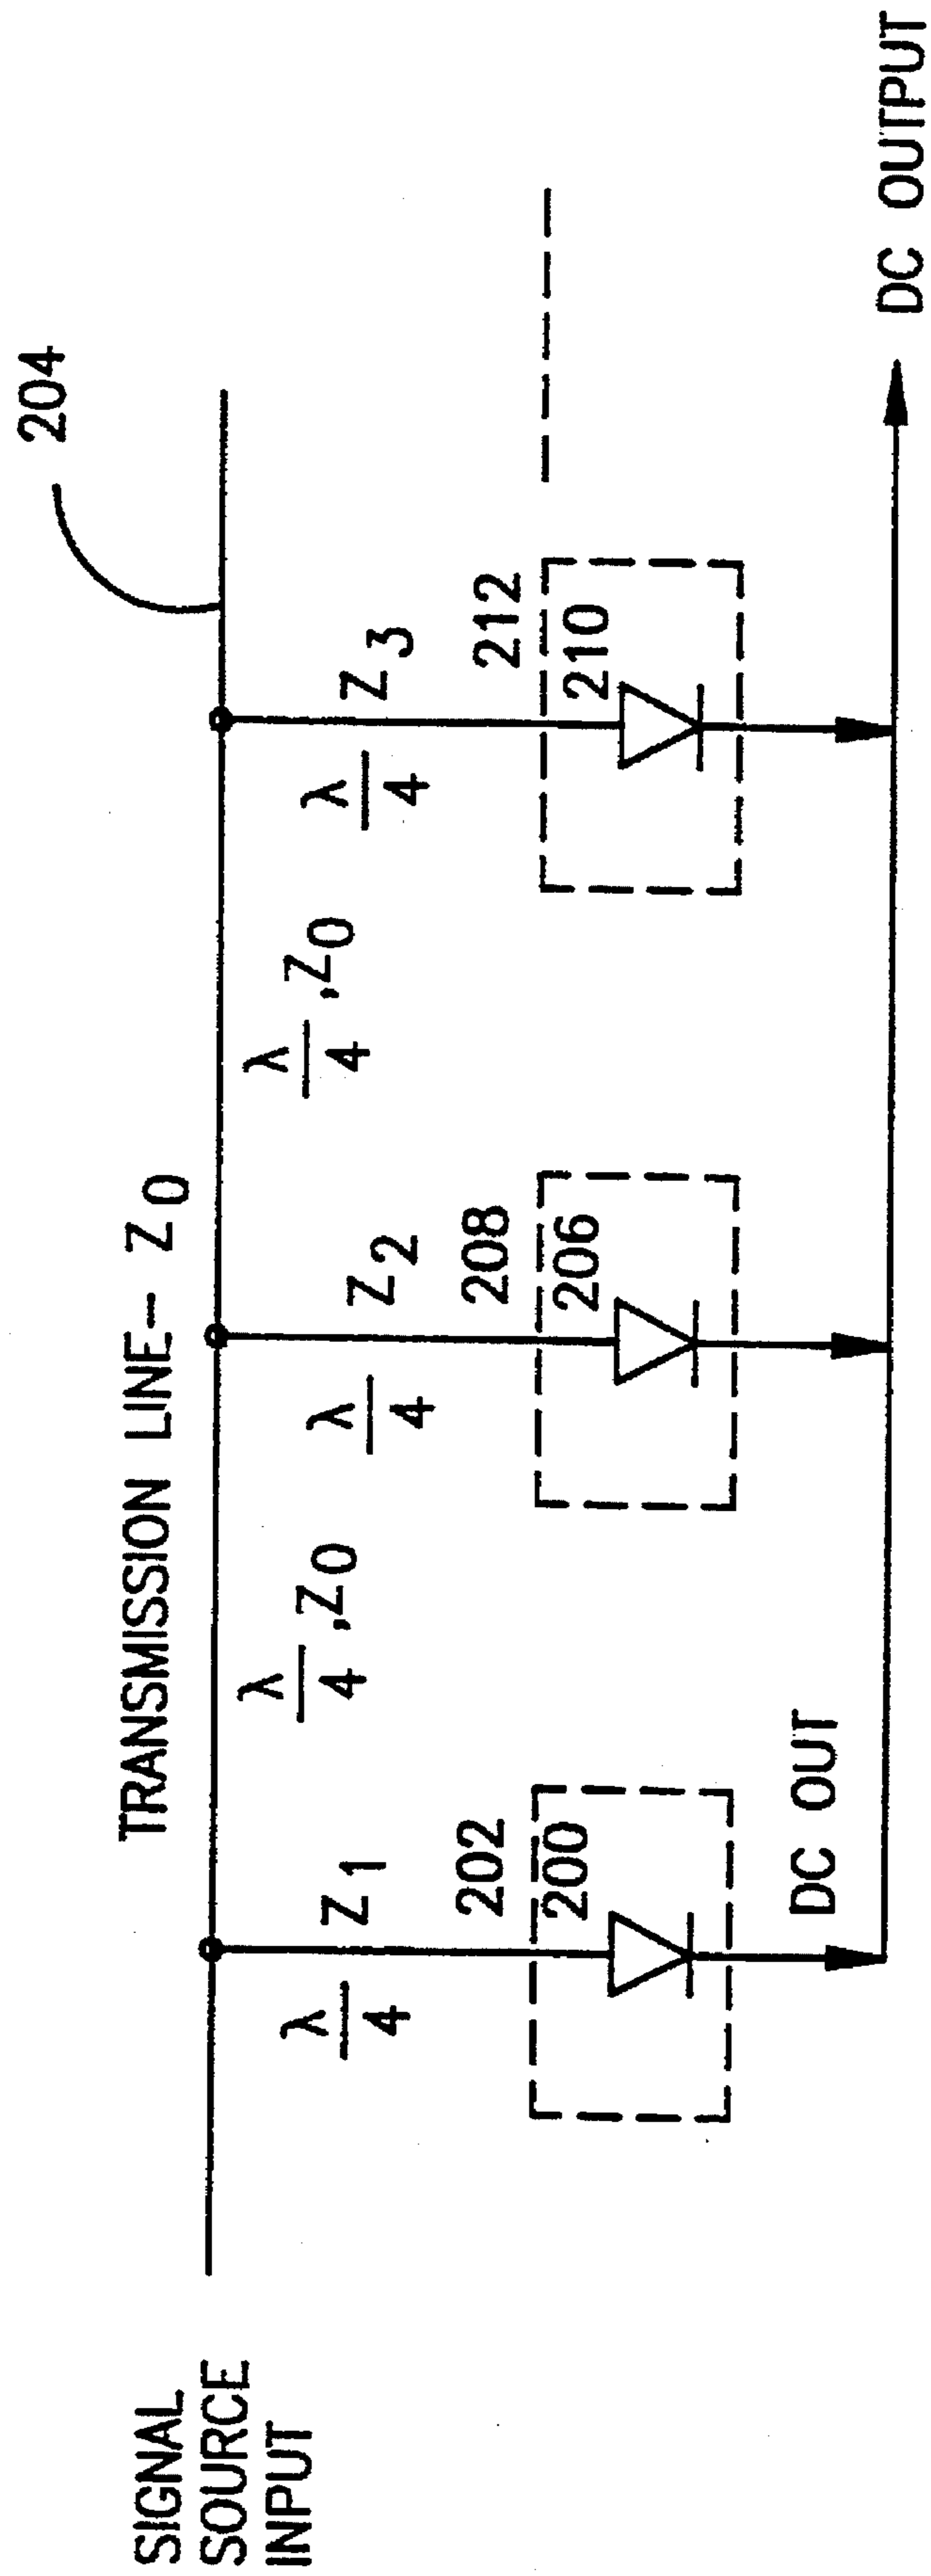 204
TRANSMISSION LINE- Z0
SIGNAL
SOURCE
INPUT
λ/4
Z1
λ/4,Z0
λ/4
Z2
λ/4,Z0
λ/4
Z3
202
200
208
206
212
210
DC OUT
DC OUTPUT